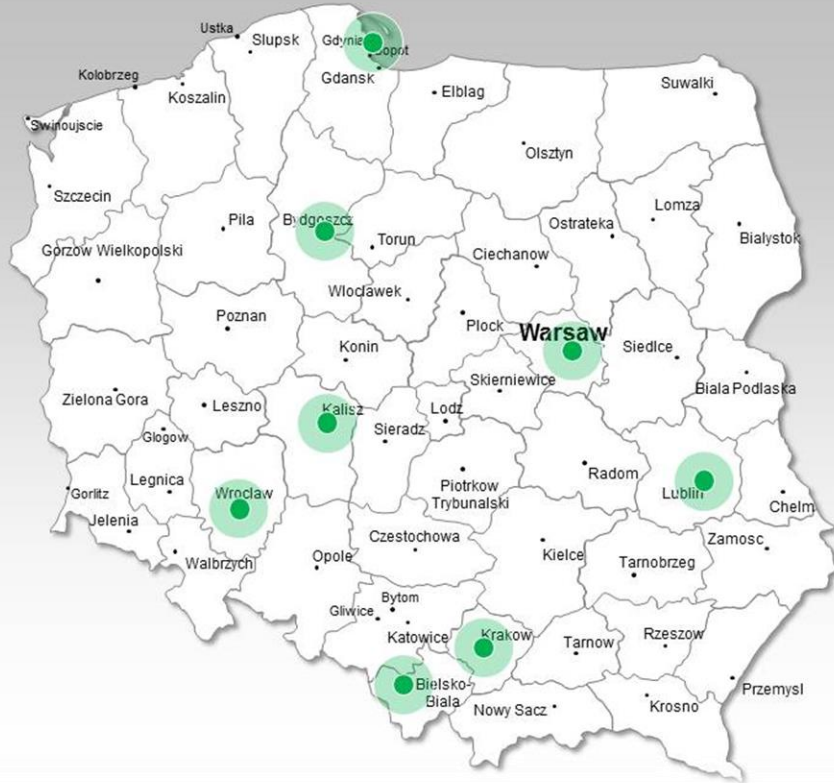 Ustka
Slupsk
Gdynia
Sopot
Gdansk
Kolobrzeg
Koszalin
Elblag
Suwalki
Swinoujscie
Olsztyn
Szczecin
Pila
Bydgoszcz
Torun
Ostrateka
Lomza
Bialystok
Gorzow Wielkopolski
Ciechanow
Wloclawek
Poznan
Plock
Warsaw
Konin
Siedlce
Skierniewice
Biala Podlaska
Zielona Gora
Leszno
Kalisz
Lodz
Sieradz
Glogow
Legnica
Piotrkow
Trybunalski
Radom
Gorlitz
Wroclaw
Lublin
Chelm
Jelenia
Walbrzych
Opole
Czestochowa
Kielce
Zamosc
Tarnobrzeg
Bytom
Gliwice
Katowice
Krakow
Tarnow
Rzeszow
Bielsko-
Biala
Nowy Sacz
Krosno
Przemysl